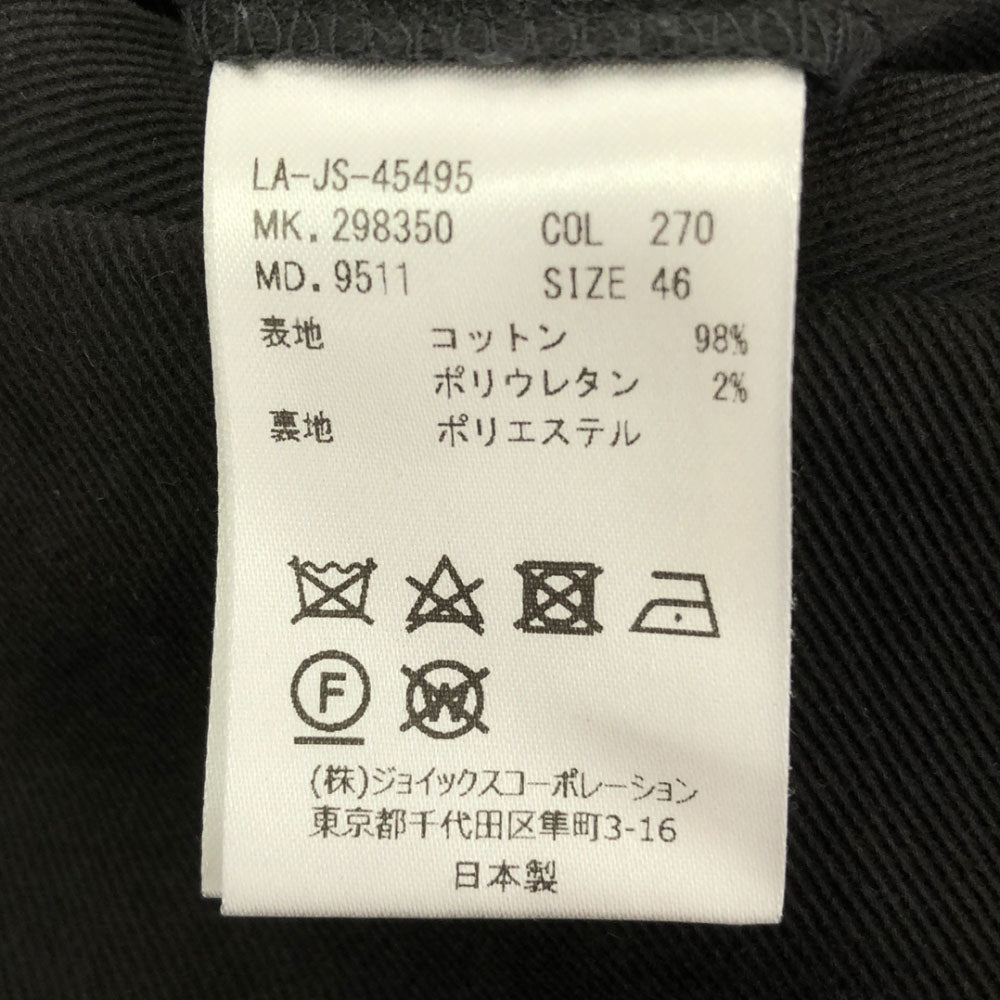 LA-JS-45495
MK. 298350 COL 270
MD. 9511 SIZE 46
表地 コットン 98%
ポリウレタン 2%
裏地 ポリエステル
F W
(株)ジョイックスコーポレーション
東京都千代田区隼町3-16
日本製